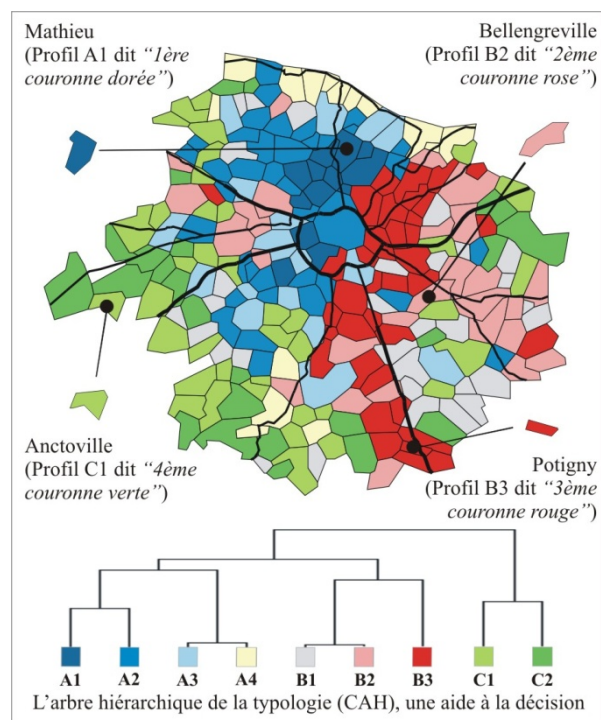 Mathieu
(Profil A1 dit “1ère
couronne dorée”)
Bellengreville
(Profil B2 dit “2ème
couronne rose”)
Anctoville
(Profil C1 dit “4ème
couronne verte”)
Potigny
(Profil B3 dit “3ème
couronne rouge”)
A1 A2 A3 A4 B1 B2 B3 C1 C2
L’arbre hiérarchique de la typologie (CAH), une aide à la décision